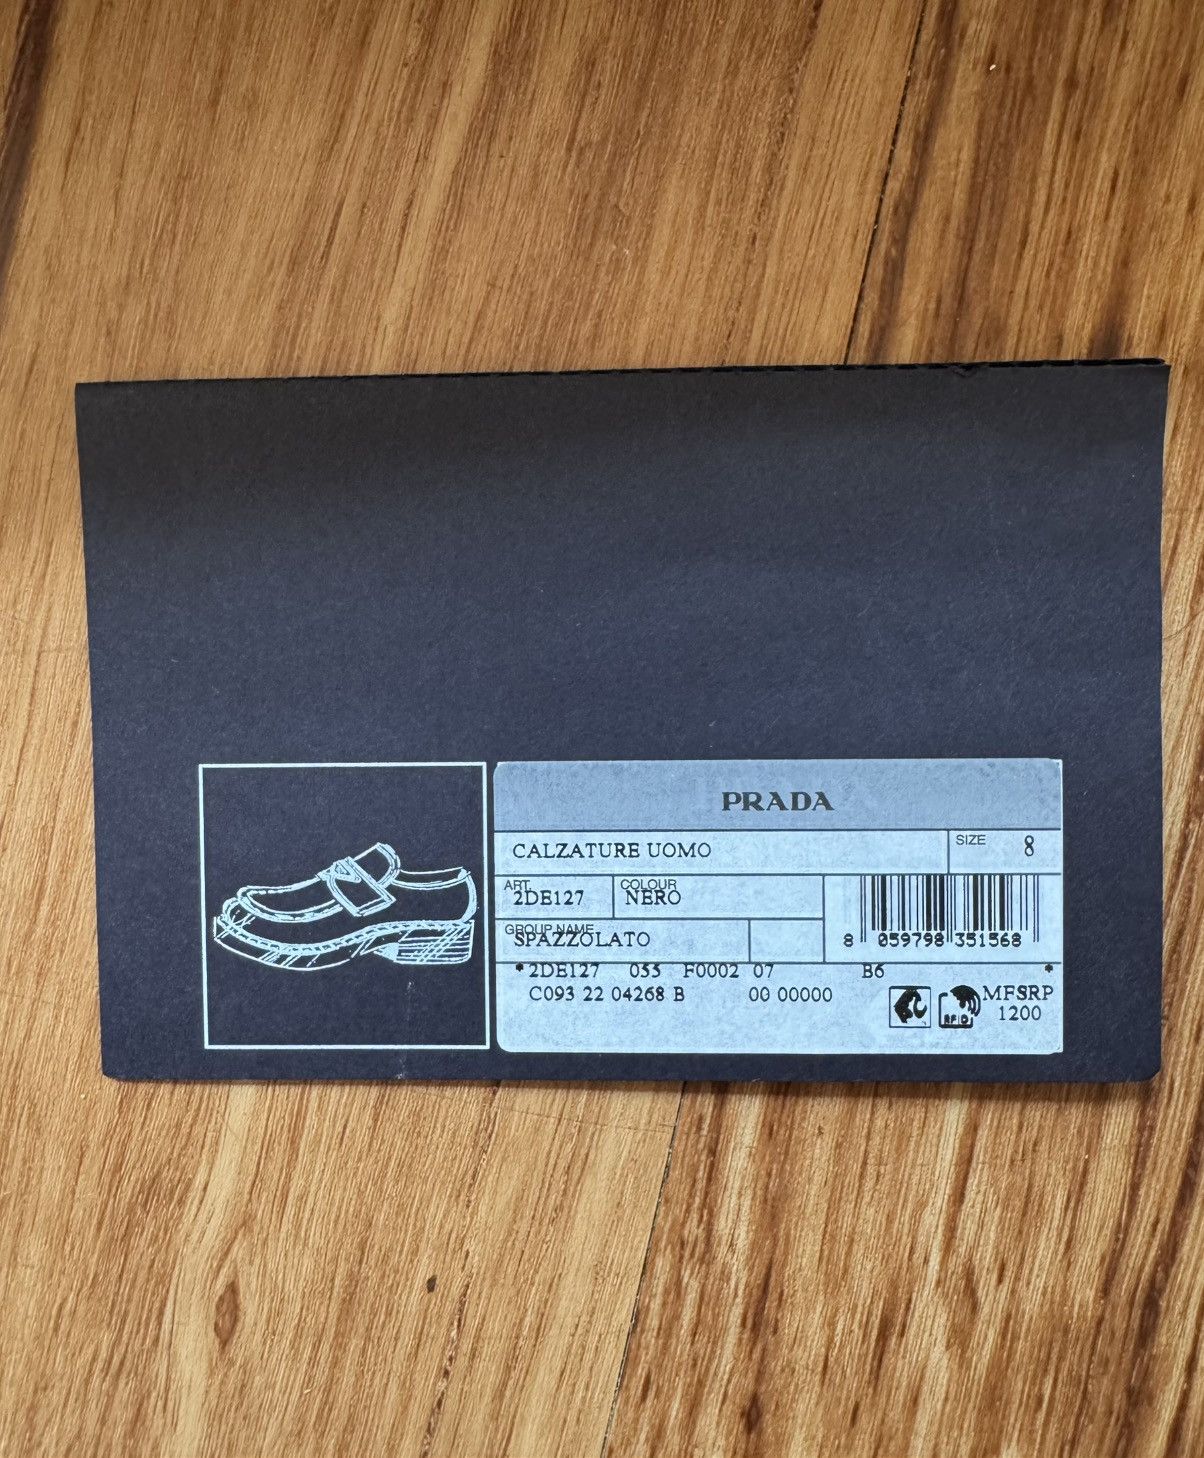 PRADA
CALZATURE UOMO
SIZE 8
ART.
2DE127
COLOUR
NERO
GROUP NAME
SPAZZOLATO
8 059798 351568
*2DE127 055 F0002 07 B6 *
C093 22 04268 B 00 00000
RFID
MFSRP
1200